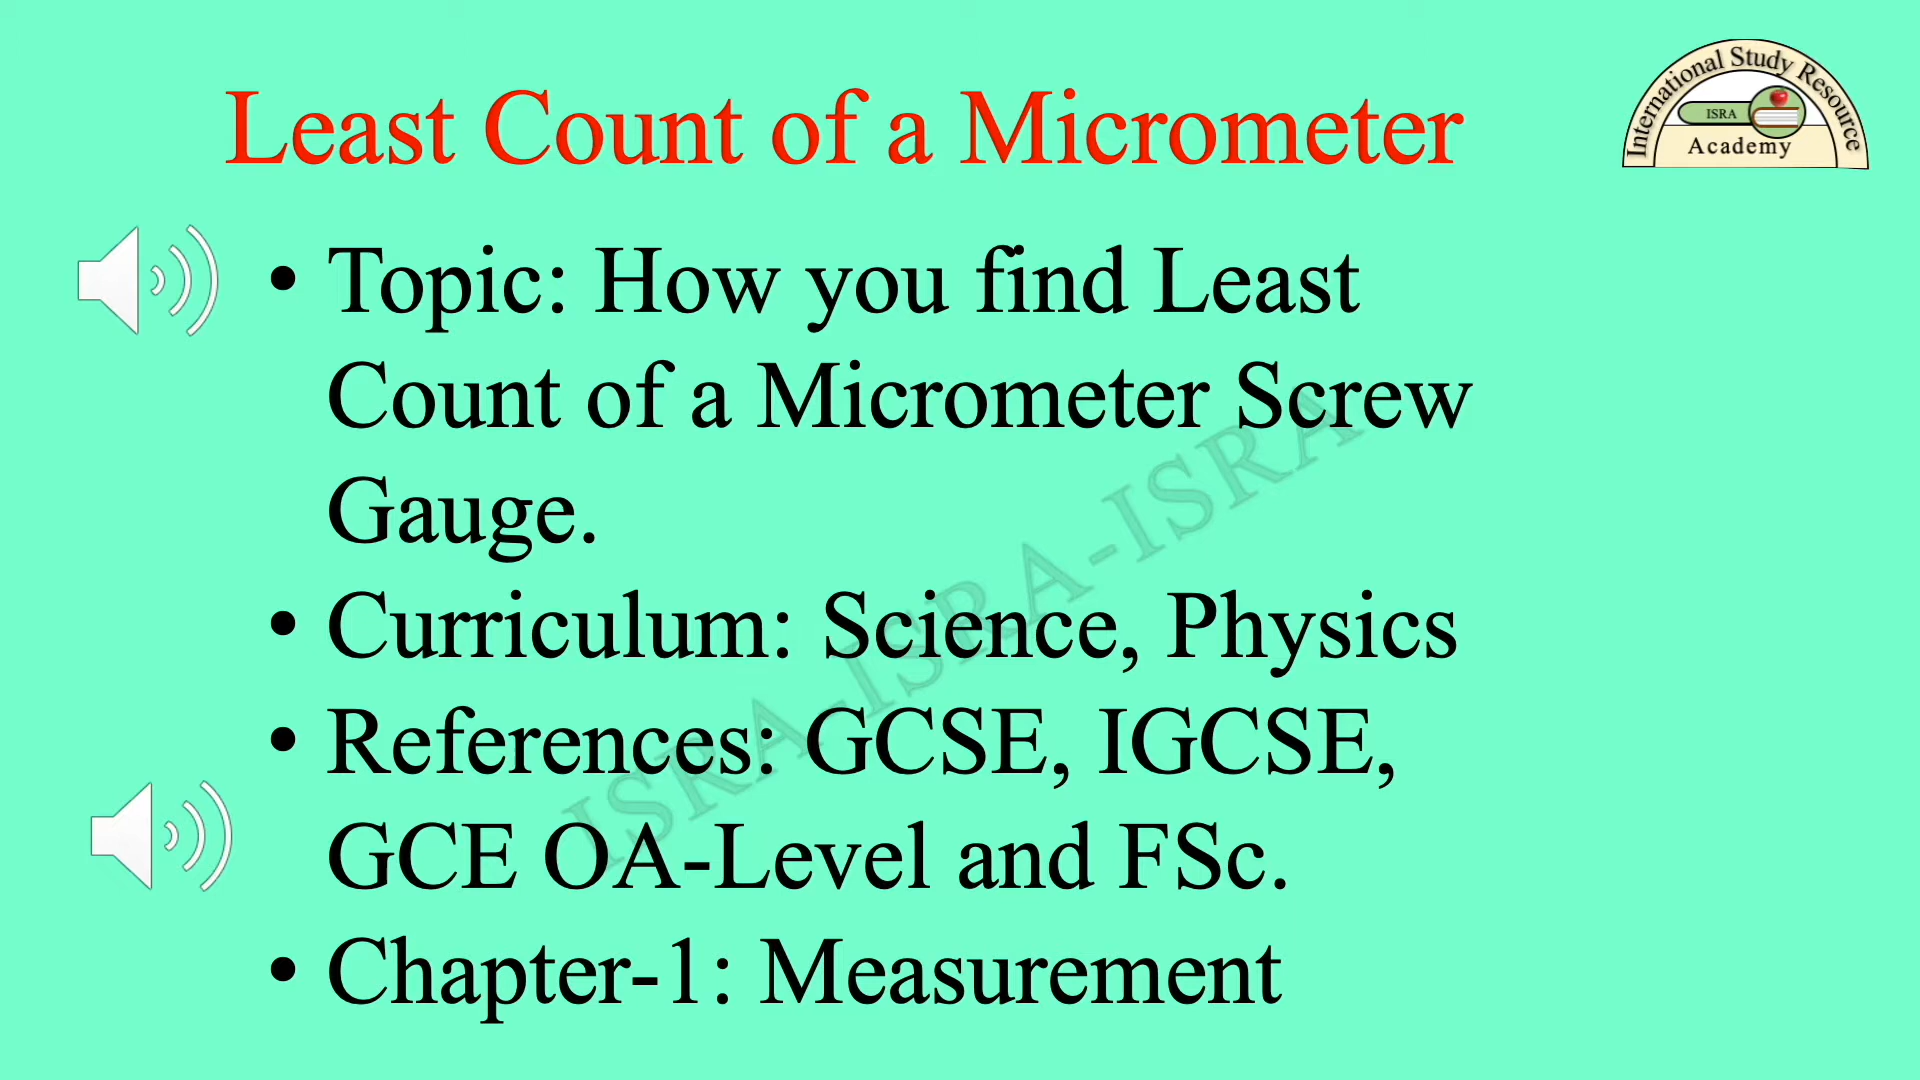 Least Count of a Micrometer
International Study Resource
ISRA
Academy
• Topic: How you find Least
Count of a Micrometer Screw
Gauge.
• Curriculum: Science, Physics
• References: GCSE, IGCSE,
GCE OA-Level and FSc.
• Chapter-1: Measurement
ISRA-ISRA-ISRA